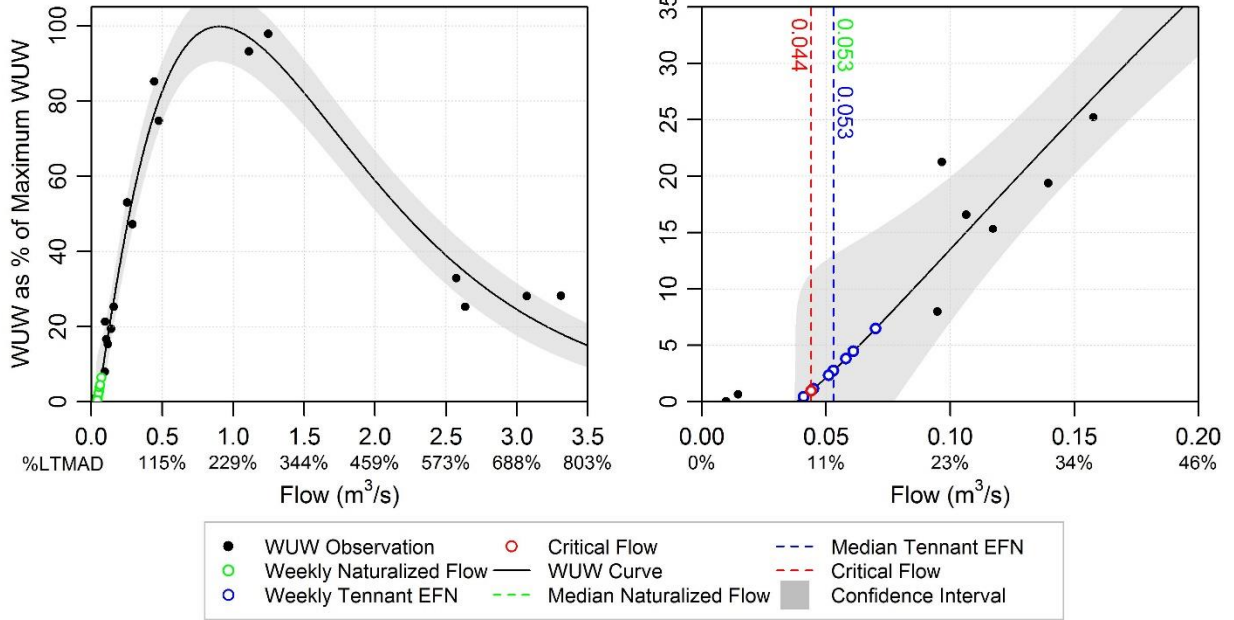 WUW as % of Maximum WUW
100
80
60
40
20
0
0.0 0.5 1.0 1.5 2.0 2.5 3.0 3.5
%LTMAD 115% 229% 344% 459% 573% 688% 803%
Flow (m³/s)
35
30
25
20
15
10
5
0
0.044
0.053
0.053
0.00 0.05 0.10 0.15 0.20
0% 11% 23% 34% 46%
Flow (m³/s)
WUW Observation Critical Flow Median Tennant EFN
Weekly Naturalized Flow WUW Curve Critical Flow
Weekly Tennant EFN Median Naturalized Flow Confidence Interval